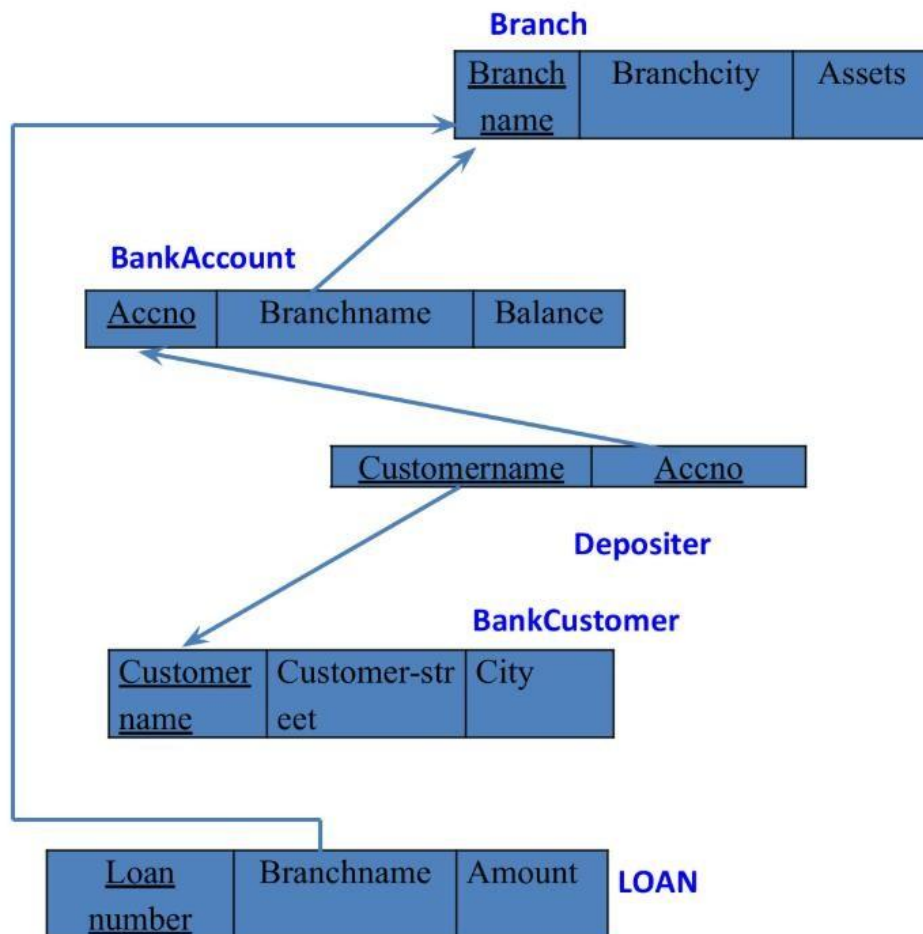 Branch
Branch Branchcity Assets
name
BankAccount
Accno Branchname Balance
Customername Accno
Depositer
BankCustomer
Customer Customer-str City
name eet
Loan Branchname Amount
number
LOAN